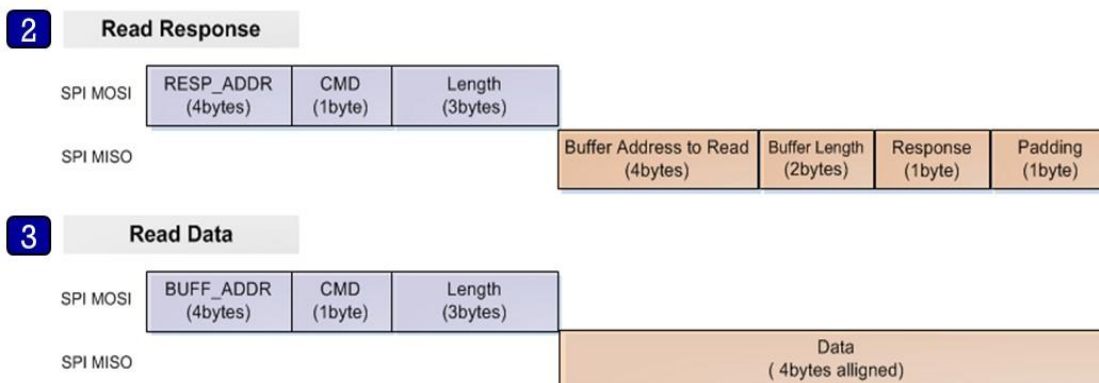 2 Read Response
SPI MOSI RESP_ADDR CMD Length
(4bytes) (1byte) (3bytes)
SPI MISO Buffer Address to Read Buffer Length Response Padding
(4bytes) (2bytes) (1byte) (1byte)
3 Read Data
SPI MOSI BUFF_ADDR CMD Length
(4bytes) (1byte) (3bytes)
SPI MISO Data
( 4bytes alligned)